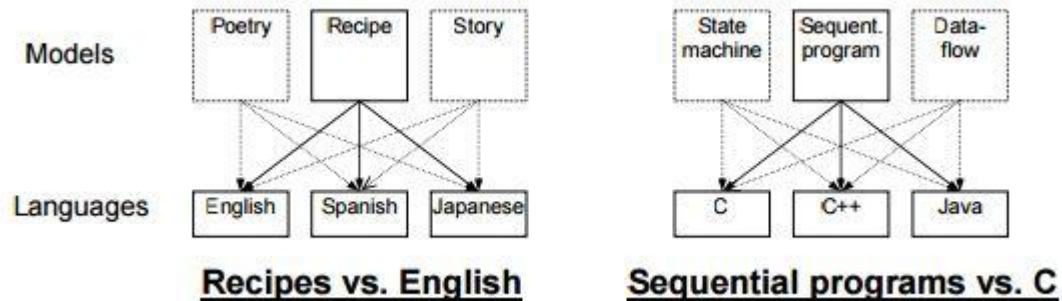 Models
Poetry
Recipe
Story
State
machine
Sequent.
program
Data-
flow
Languages
English
Spanish
Japanese
C
C++
Java
Recipes vs. English
Sequential programs vs. C